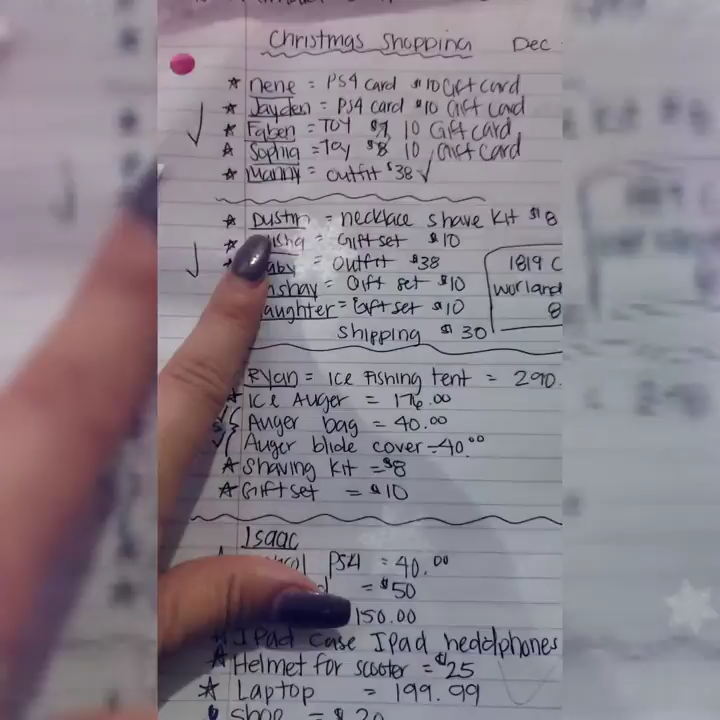 Christmas Shopping Dec
★ Nene = PS4 card $10 Gift card
★ Jayden = PS4 card $10 Gift card
★ Faben = TOY $7, 10 Gift card
★ Sophia = Toy $8, 10, Gift card
★ Manny = outfit $38 ✓
★ Dustin = necklace shave kit $8
★ = Gift set $10
= Outfit $38
= Gift set $10
= Gift set $10
shipping $30
1819 C
worland
8
Ryan = Ice Fishing tent = 290.
★ Ice Auger = 176.00
Auger bag = 40.00
Auger blide cover -40.00
★ Shaving kit = $8
★ Gift set = $10
Isaac
PS4 = 40.00
= $50
150.00
IPad case IPad headphones
★ Helmet for scooter = $25
★ Laptop = 199.99
= $20